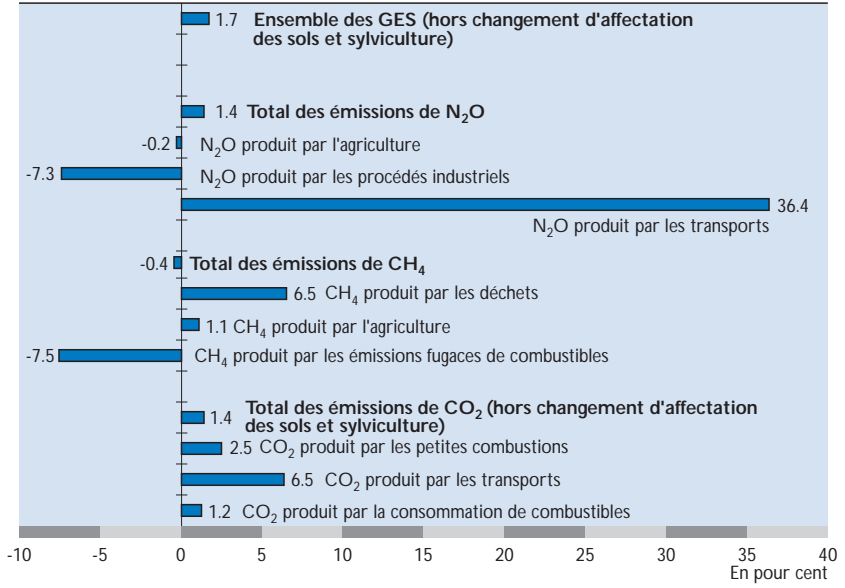 1.7 Ensemble des GES (hors changement d'affectation
des sols et sylviculture)
1.4 Total des émissions de N₂O
-0.2 N₂O produit par l'agriculture
-7.3 N₂O produit par les procédés industriels
36.4
N₂O produit par les transports
-0.4 Total des émissions de CH₄
6.5 CH₄ produit par les déchets
1.1 CH₄ produit par l'agriculture
-7.5 CH₄ produit par les émissions fugaces de combustibles
1.4 Total des émissions de CO₂ (hors changement d'affectation
des sols et sylviculture)
2.5 CO₂ produit par les petites combustions
6.5 CO₂ produit par les transports
1.2 CO₂ produit par la consommation de combustibles
-10 -5 0 5 10 15 20 25 30 35 40
En pour cent